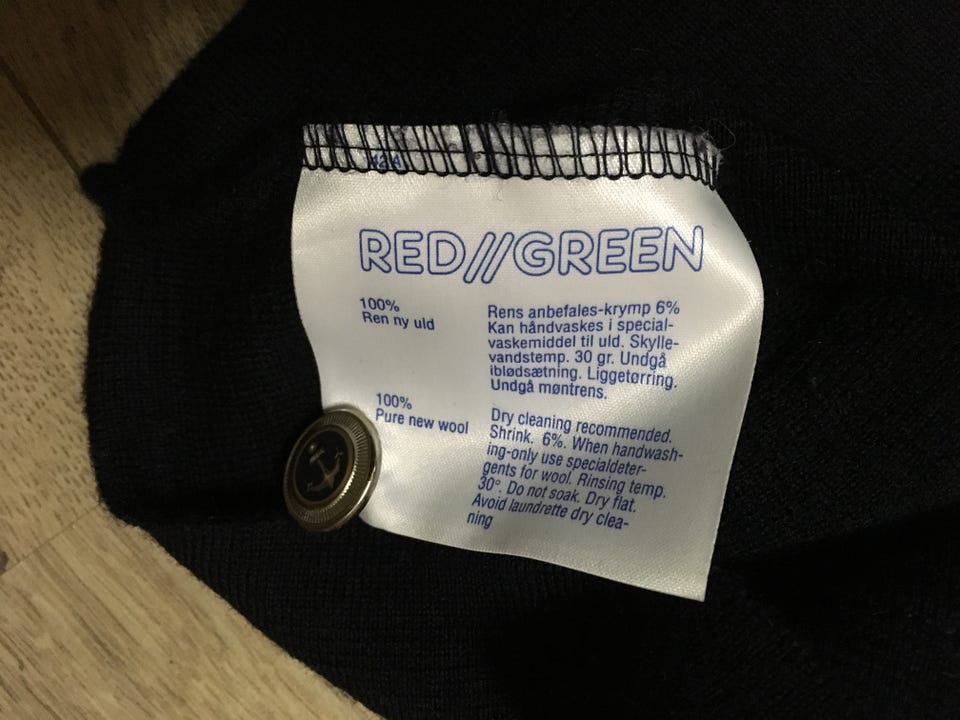 424
RED//GREEN
100%
Ren ny uld
Rens anbefales-krymp 6%
Kan håndvaskes i special-
vaskemiddel til uld. Skylle-
vandstemp. 30 gr. Undgå
iblødsætning. Liggetørring.
Undgå møntrens.
100%
Pure new wool
Dry cleaning recommended.
Shrink. 6%. When handwash-
ing-only use specialdeter-
gents for wool. Rinsing temp.
30°. Do not soak. Dry flat.
Avoid laundrette dry clea-
ning